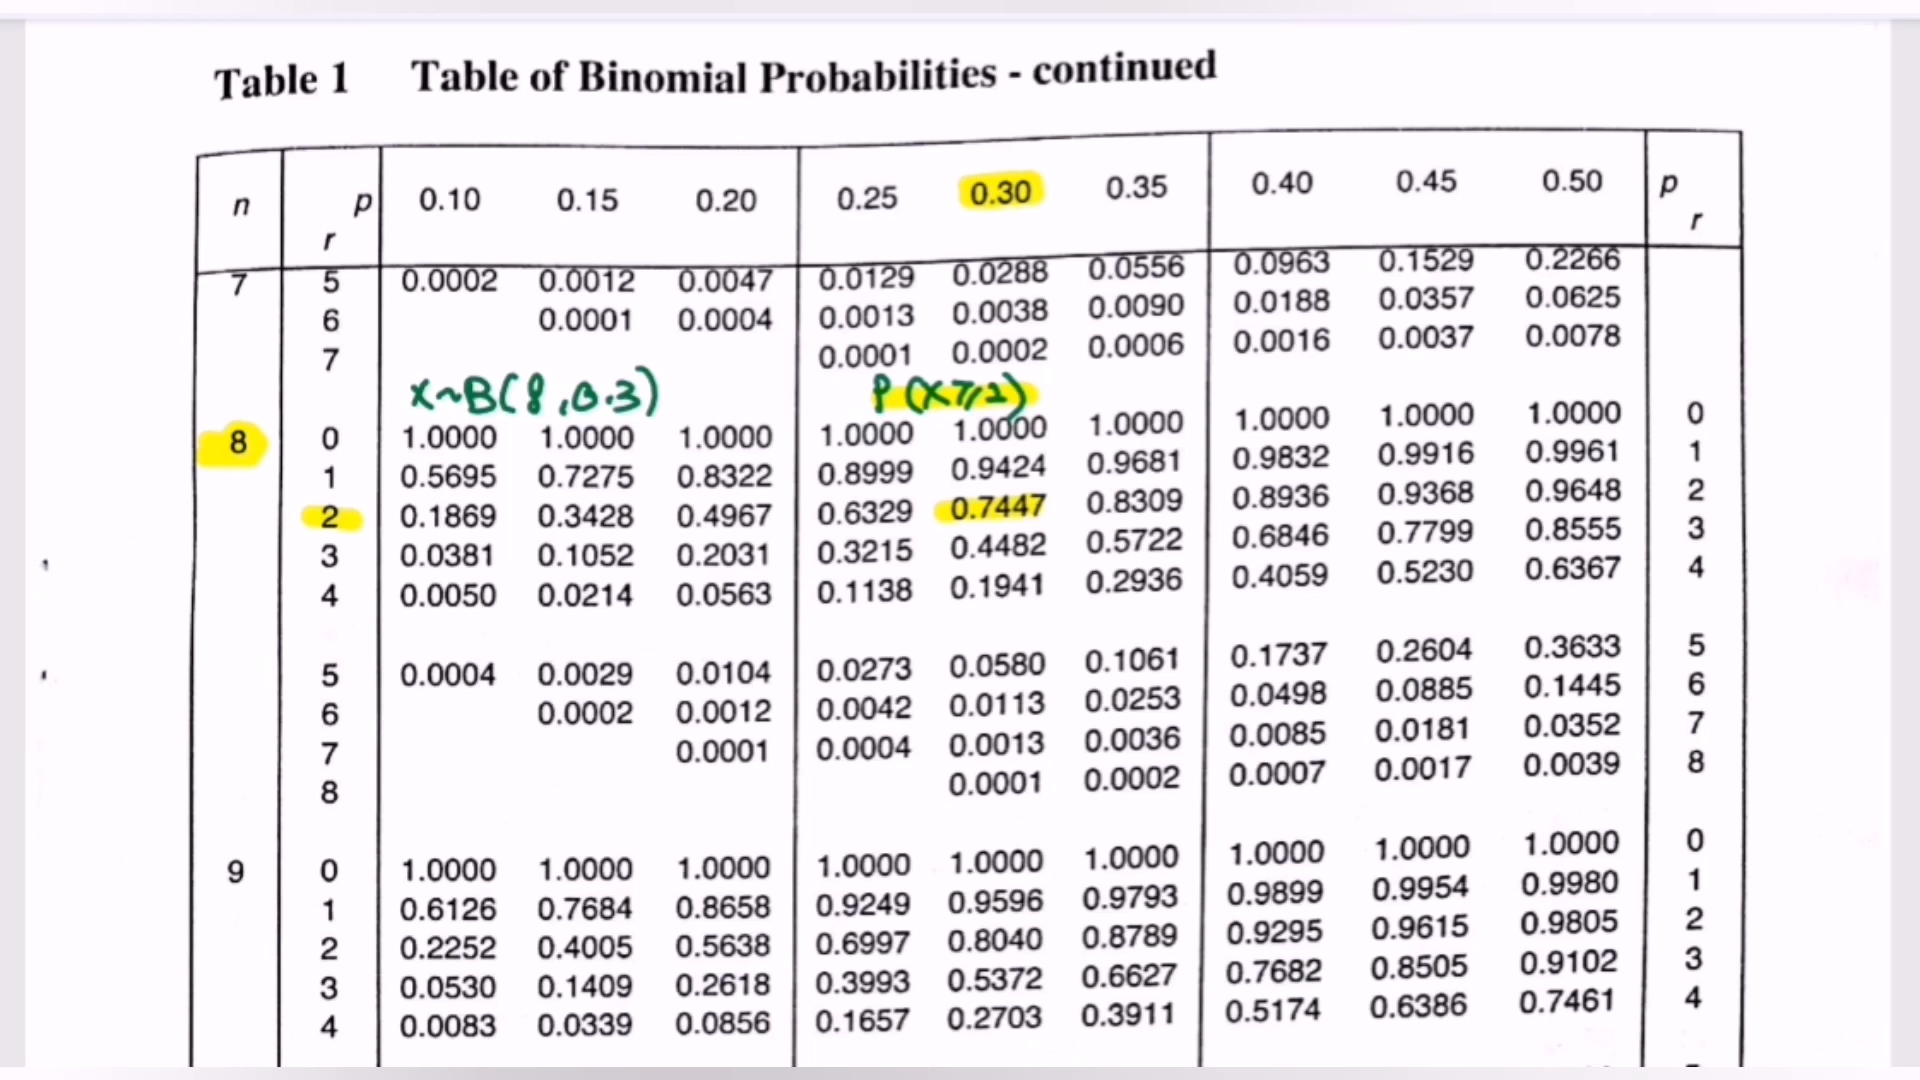 Table 1 Table of Binomial Probabilities - continued
n p r 0.10 0.15 0.20 0.25 0.30 0.35 0.40 0.45 0.50 p r
7 5 0.0002 0.0012 0.0047 0.0129 0.0288 0.0556 0.0963 0.1529 0.2266
6 0.0001 0.0004 0.0013 0.0038 0.0090 0.0188 0.0357 0.0625
7 0.0001 0.0002 0.0006 0.0016 0.0037 0.0078
X~B(8,0.3) P(X⩾2)
8 0 1.0000 1.0000 1.0000 1.0000 1.0000 1.0000 1.0000 1.0000 1.0000 0
1 0.5695 0.7275 0.8322 0.8999 0.9424 0.9681 0.9832 0.9916 0.9961 1
2 0.1869 0.3428 0.4967 0.6329 0.7447 0.8309 0.8936 0.9368 0.9648 2
3 0.0381 0.1052 0.2031 0.3215 0.4482 0.5722 0.6846 0.7799 0.8555 3
4 0.0050 0.0214 0.0563 0.1138 0.1941 0.2936 0.4059 0.5230 0.6367 4
5 0.0004 0.0029 0.0104 0.0273 0.0580 0.1061 0.1737 0.2604 0.3633 5
6 0.0002 0.0012 0.0042 0.0113 0.0253 0.0498 0.0885 0.1445 6
7 0.0001 0.0004 0.0013 0.0036 0.0085 0.0181 0.0352 7
8 0.0001 0.0002 0.0007 0.0017 0.0039 8
9 0 1.0000 1.0000 1.0000 1.0000 1.0000 1.0000 1.0000 1.0000 1.0000 0
1 0.6126 0.7684 0.8658 0.9249 0.9596 0.9793 0.9899 0.9954 0.9980 1
2 0.2252 0.4005 0.5638 0.6997 0.8040 0.8789 0.9295 0.9615 0.9805 2
3 0.0530 0.1409 0.2618 0.3993 0.5372 0.6627 0.7682 0.8505 0.9102 3
4 0.0083 0.0339 0.0856 0.1657 0.2703 0.3911 0.5174 0.6386 0.7461 4